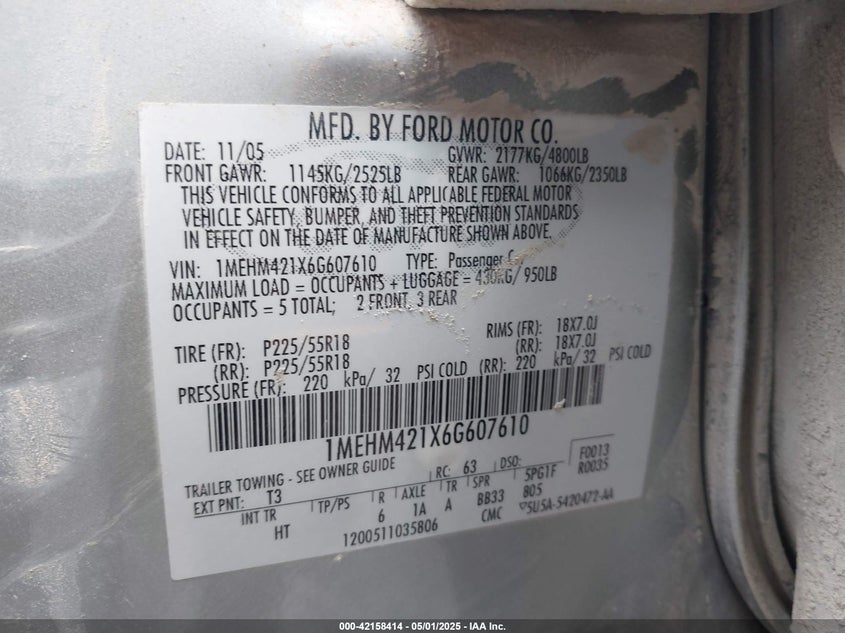 MFD. BY FORD MOTOR CO.
DATE: 11/05 GVWR: 2177KG/4800LB
FRONT GAWR: 1145KG/2525LB REAR GAWR: 1066KG/2350LB
THIS VEHICLE CONFORMS TO ALL APPLICABLE FEDERAL MOTOR
VEHICLE SAFETY, BUMPER, AND THEFT PREVENTION STANDARDS
IN EFFECT ON THE DATE OF MANUFACTURE SHOWN ABOVE.
VIN: 1MEHM421X6G607610 TYPE: Passenger
MAXIMUM LOAD = OCCUPANTS + LUGGAGE = 430KG/ 950LB
OCCUPANTS = 5 TOTAL; 2 FRONT, 3 REAR
TIRE (FR): P225/55R18 RIMS (FR): 18X7.0J
(RR): P225/55R18 (RR): 18X7.0J
PRESSURE (FR): 220 kPa/ 32 PSI COLD (RR): 220 kPa/ 32 PSI COLD
1MEHM421X6G607610
TRAILER TOWING - SEE OWNER GUIDE RC: 63 DSO: F0013
EXT PNT: T3 5PG1F R0035
INT TR TP/PS R AXLE TR SPR
HT 6 1A A BB33 805
1200511035806 CMC 5U5A-5420472-AA
000-42158414 - 05/01/2025 - IAA Inc.